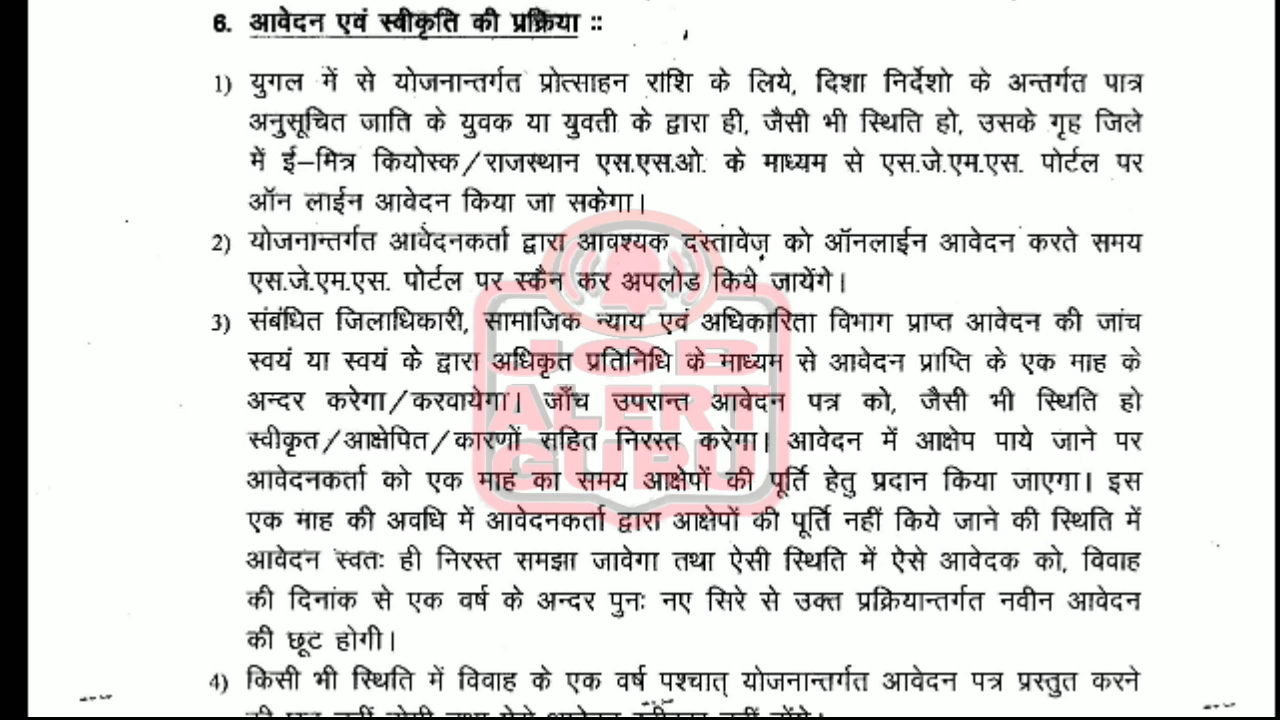 6. आवेदन एवं स्वीकृति की प्रक्रिया ::
1) युगल में से योजनान्तर्गत प्रोत्साहन राशि के लिये, दिशा निर्देशो के अन्तर्गत पात्र
अनुसूचित जाति के युवक या युवती के द्वारा ही, जैसी भी स्थिति हो, उसके गृह जिले
में ई–मित्र कियोस्क/राजस्थान एस.एस.ओ. के माध्यम से एस.जे.एम.एस. पोर्टल पर
ऑन लाईन आवेदन किया जा सकेगा।
2) योजनान्तर्गत आवेदनकर्ता द्वारा आवश्यक दस्तावेज़ को ऑनलाईन आवेदन करते समय
एस.जे.एम.एस. पोर्टल पर स्कैन कर अपलोड किये जायेंगे।
3) संबंधित जिलाधिकारी, सामाजिक न्याय एवं अधिकारिता विभाग प्राप्त आवेदन की जांच
स्वयं या स्वयं के द्वारा अधिकृत प्रतिनिधि के माध्यम से आवेदन प्राप्ति के एक माह के
अन्दर करेगा/करवायेगा। जाँच उपरान्त आवेदन पत्र को, जैसी भी स्थिति हो
स्वीकृत/आक्षेपित/कारणों सहित निरस्त करेगा। आवेदन में आक्षेप पाये जाने पर
आवेदनकर्ता को एक माह का समय आक्षेपों की पूर्ति हेतु प्रदान किया जाएगा। इस
एक माह की अवधि में आवेदनकर्ता द्वारा आक्षेपों की पूर्ति नहीं किये जाने की स्थिति में
आवेदन स्वतः ही निरस्त समझा जावेगा तथा ऐसी स्थिति में ऐसे आवेदक को, विवाह
की दिनांक से एक वर्ष के अन्दर पुनः नए सिरे से उक्त प्रक्रियान्तर्गत नवीन आवेदन
की छूट होगी।
4) किसी भी स्थिति में विवाह के एक वर्ष पश्चात् योजनान्तर्गत आवेदन पत्र प्रस्तुत करने
JOB
ALERT
GURU